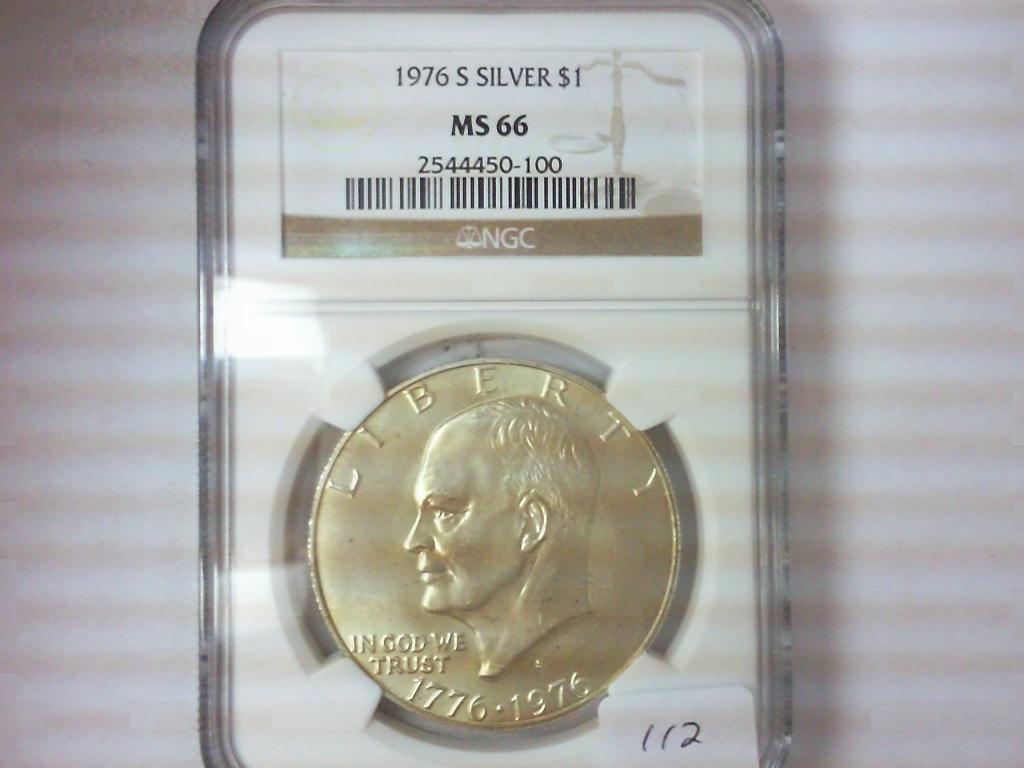 1976 S SILVER $1
MS 66
2544450-100
NGC
LIBERTY
IN GOD WE
TRUST
S
1776·1976
112